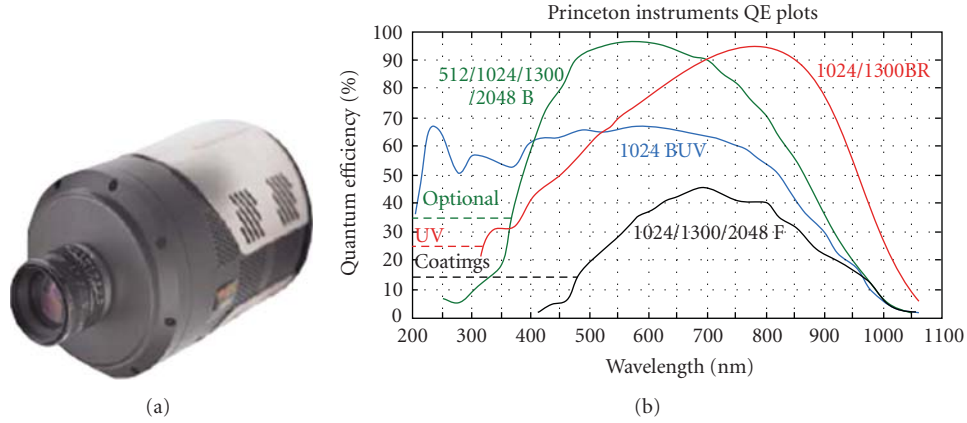 Princeton instruments QE plots
Quantum efficiency (%)
100
90
80
70
60
50
40
30
20
10
0
512/1024/1300
/2048 B
1024/1300BR
1024 BUV
Optional
UV
1024/1300/2048 F
Coatings
200 300 400 500 600 700 800 900 1000 1100
Wavelength (nm)
(a)
(b)